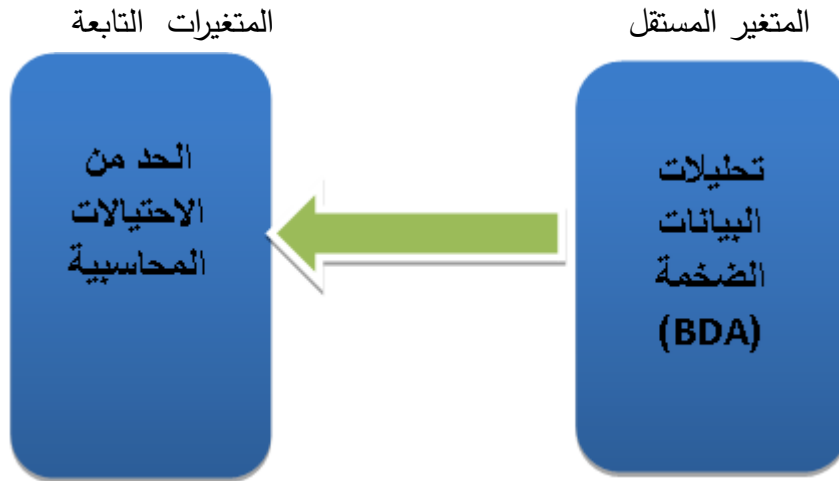 المتغير المستقل
المتغيرات التابعة
تحليلات
البيانات
الضخمة
(BDA)
الحد من
الاحتيالات
المحاسبية